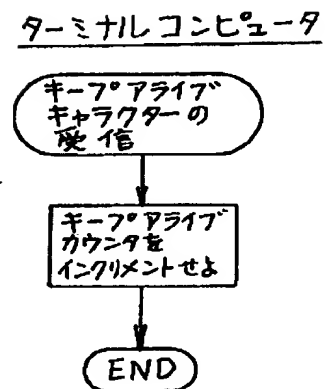 ターミナルコンピュータ
キープアライブ
キャラクターの
受信
キープアライブ
カウンタを
インクリメントせよ
END